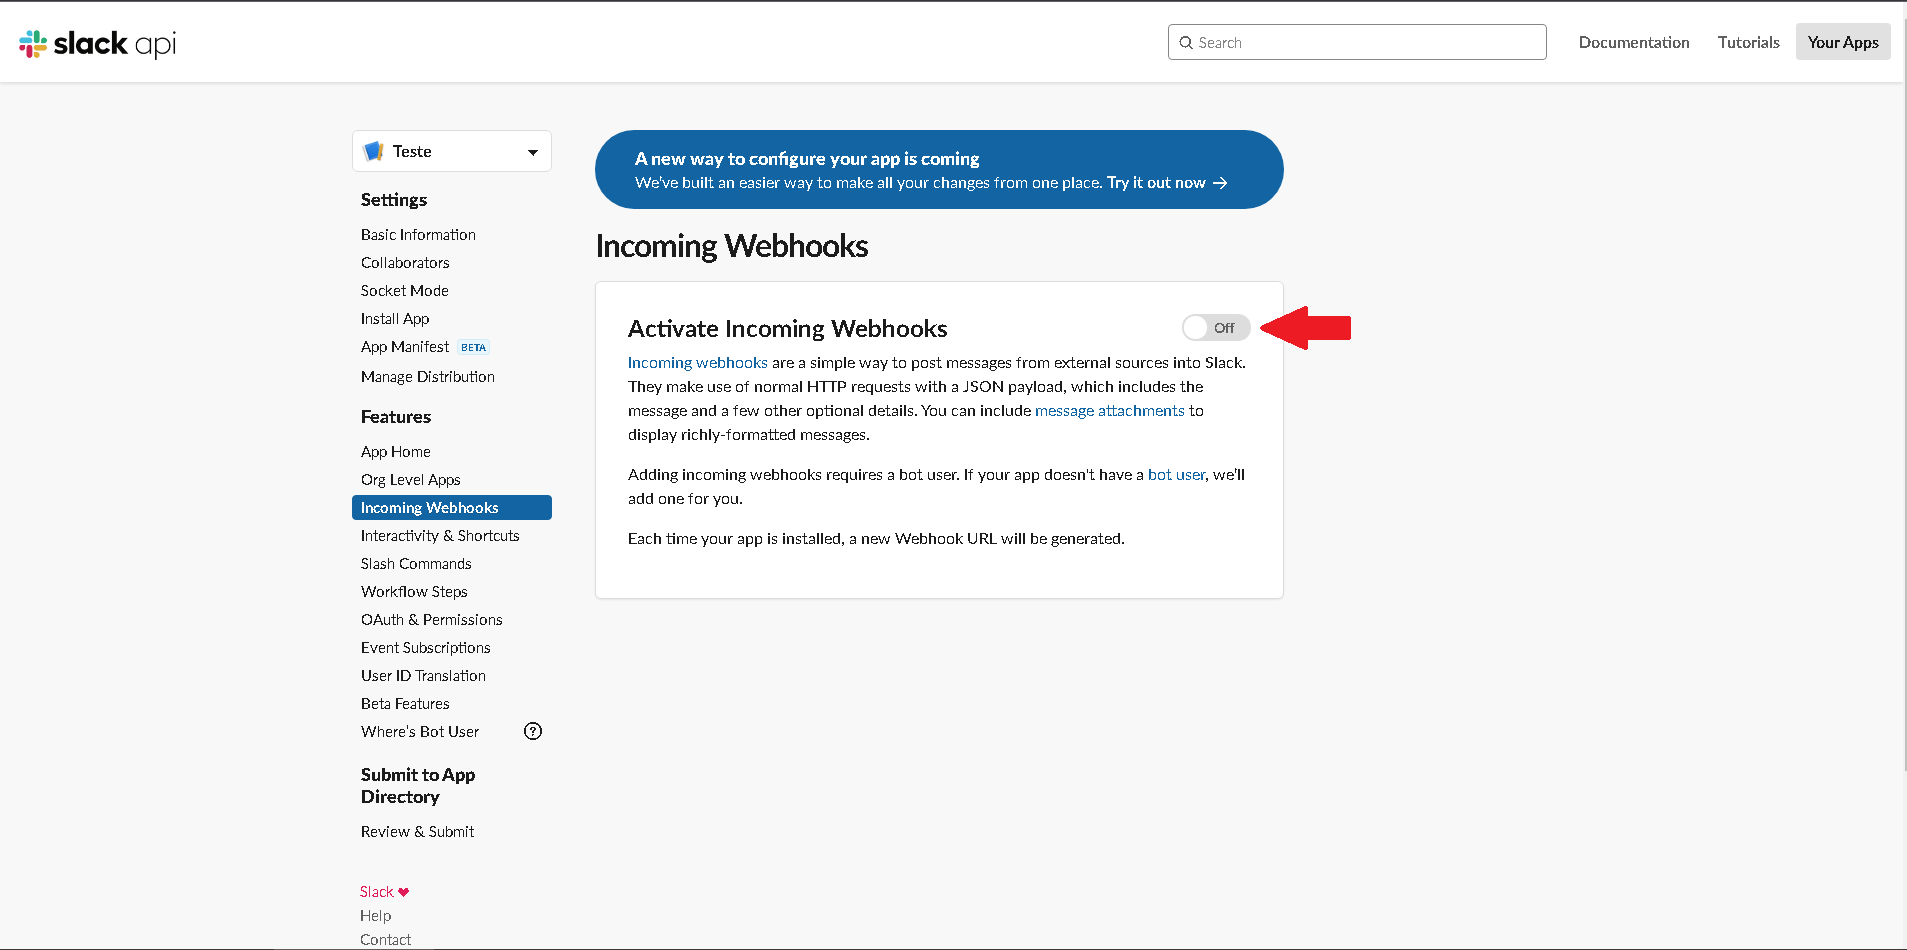 slack api
Search
Documentation
Tutorials
Your Apps
Teste
Settings
Basic Information
Collaborators
Socket Mode
Install App
App Manifest BETA
Manage Distribution
Features
App Home
Org Level Apps
Incoming Webhooks
Interactivity & Shortcuts
Slash Commands
Workflow Steps
OAuth & Permissions
Event Subscriptions
User ID Translation
Beta Features
Where's Bot User ?
Submit to App
Directory
Review & Submit
Slack ❤
Help
Contact
A new way to configure your app is coming
We've built an easier way to make all your changes from one place. Try it out now →
Incoming Webhooks
Activate Incoming Webhooks
Off
Incoming webhooks are a simple way to post messages from external sources into Slack.
They make use of normal HTTP requests with a JSON payload, which includes the
message and a few other optional details. You can include message attachments to
display richly-formatted messages.
Adding incoming webhooks requires a bot user. If your app doesn't have a bot user, we'll
add one for you.
Each time your app is installed, a new Webhook URL will be generated.